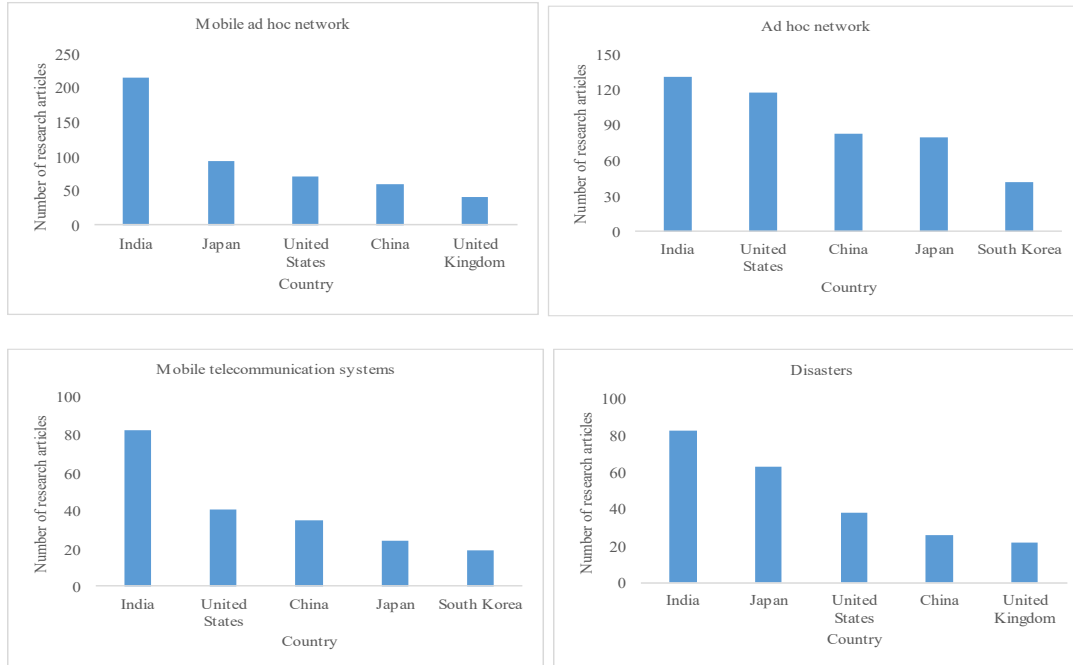 Mobile ad hoc network
Number of research articles
250
200
150
100
50
0
India
Japan
United
States
China
United
Kingdom
Country
Ad hoc network
Number of research articles
150
120
90
60
30
0
India
United
States
China
Japan
South Korea
Country
Mobile telecommunication systems
Number of research articles
100
80
60
40
20
0
India
United
States
China
Japan
South Korea
Country
Disasters
Number of research articles
100
80
60
40
20
0
India
Japan
United
States
China
United
Kingdom
Country